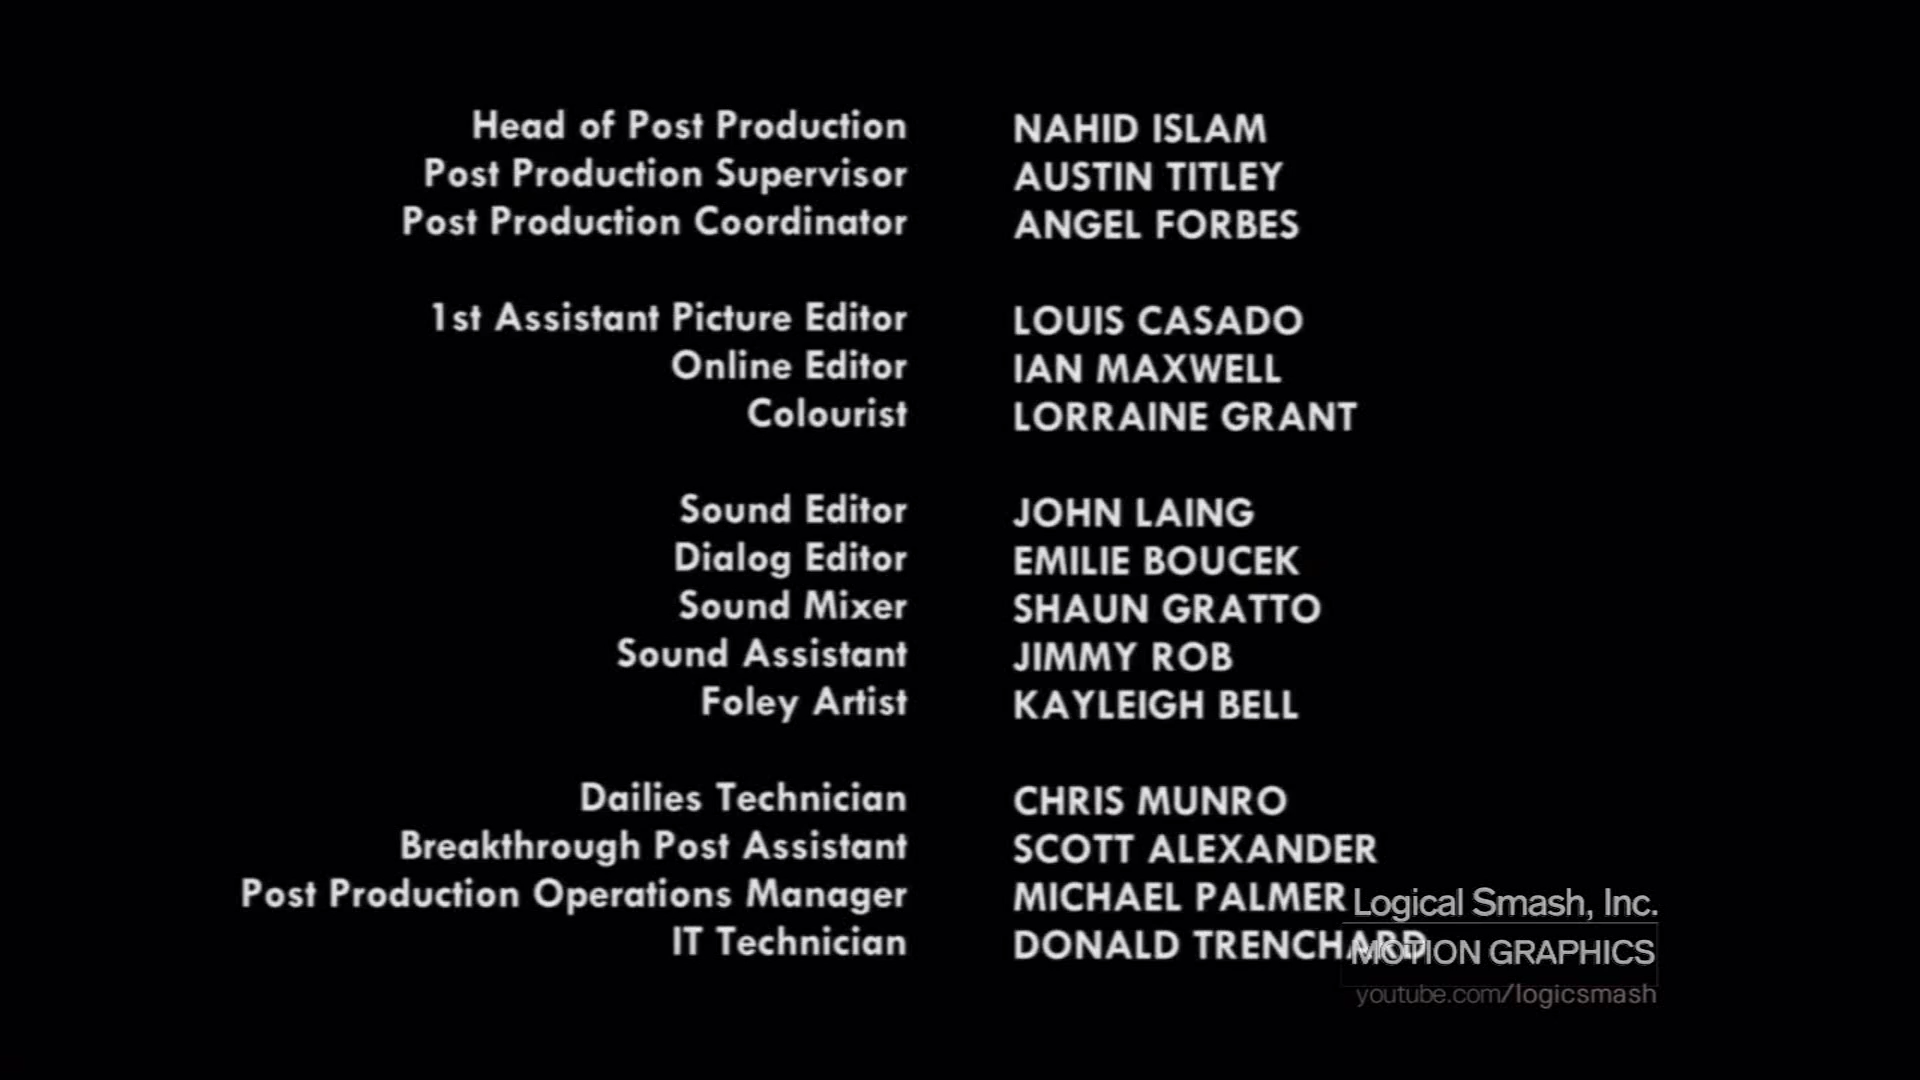 Head of Post Production NAHID ISLAM
Post Production Supervisor AUSTIN TITLEY
Post Production Coordinator ANGEL FORBES
1st Assistant Picture Editor LOUIS CASADO
Online Editor IAN MAXWELL
Colourist LORRAINE GRANT
Sound Editor JOHN LAING
Dialog Editor EMILIE BOUCEK
Sound Mixer SHAUN GRATTO
Sound Assistant JIMMY ROB
Foley Artist KAYLEIGH BELL
Dailies Technician CHRIS MUNRO
Breakthrough Post Assistant SCOTT ALEXANDER
Post Production Operations Manager MICHAEL PALMER
IT Technician DONALD TRENCHARD
Logical Smash, Inc.
MOTION GRAPHICS
youtube.com/logicsmash